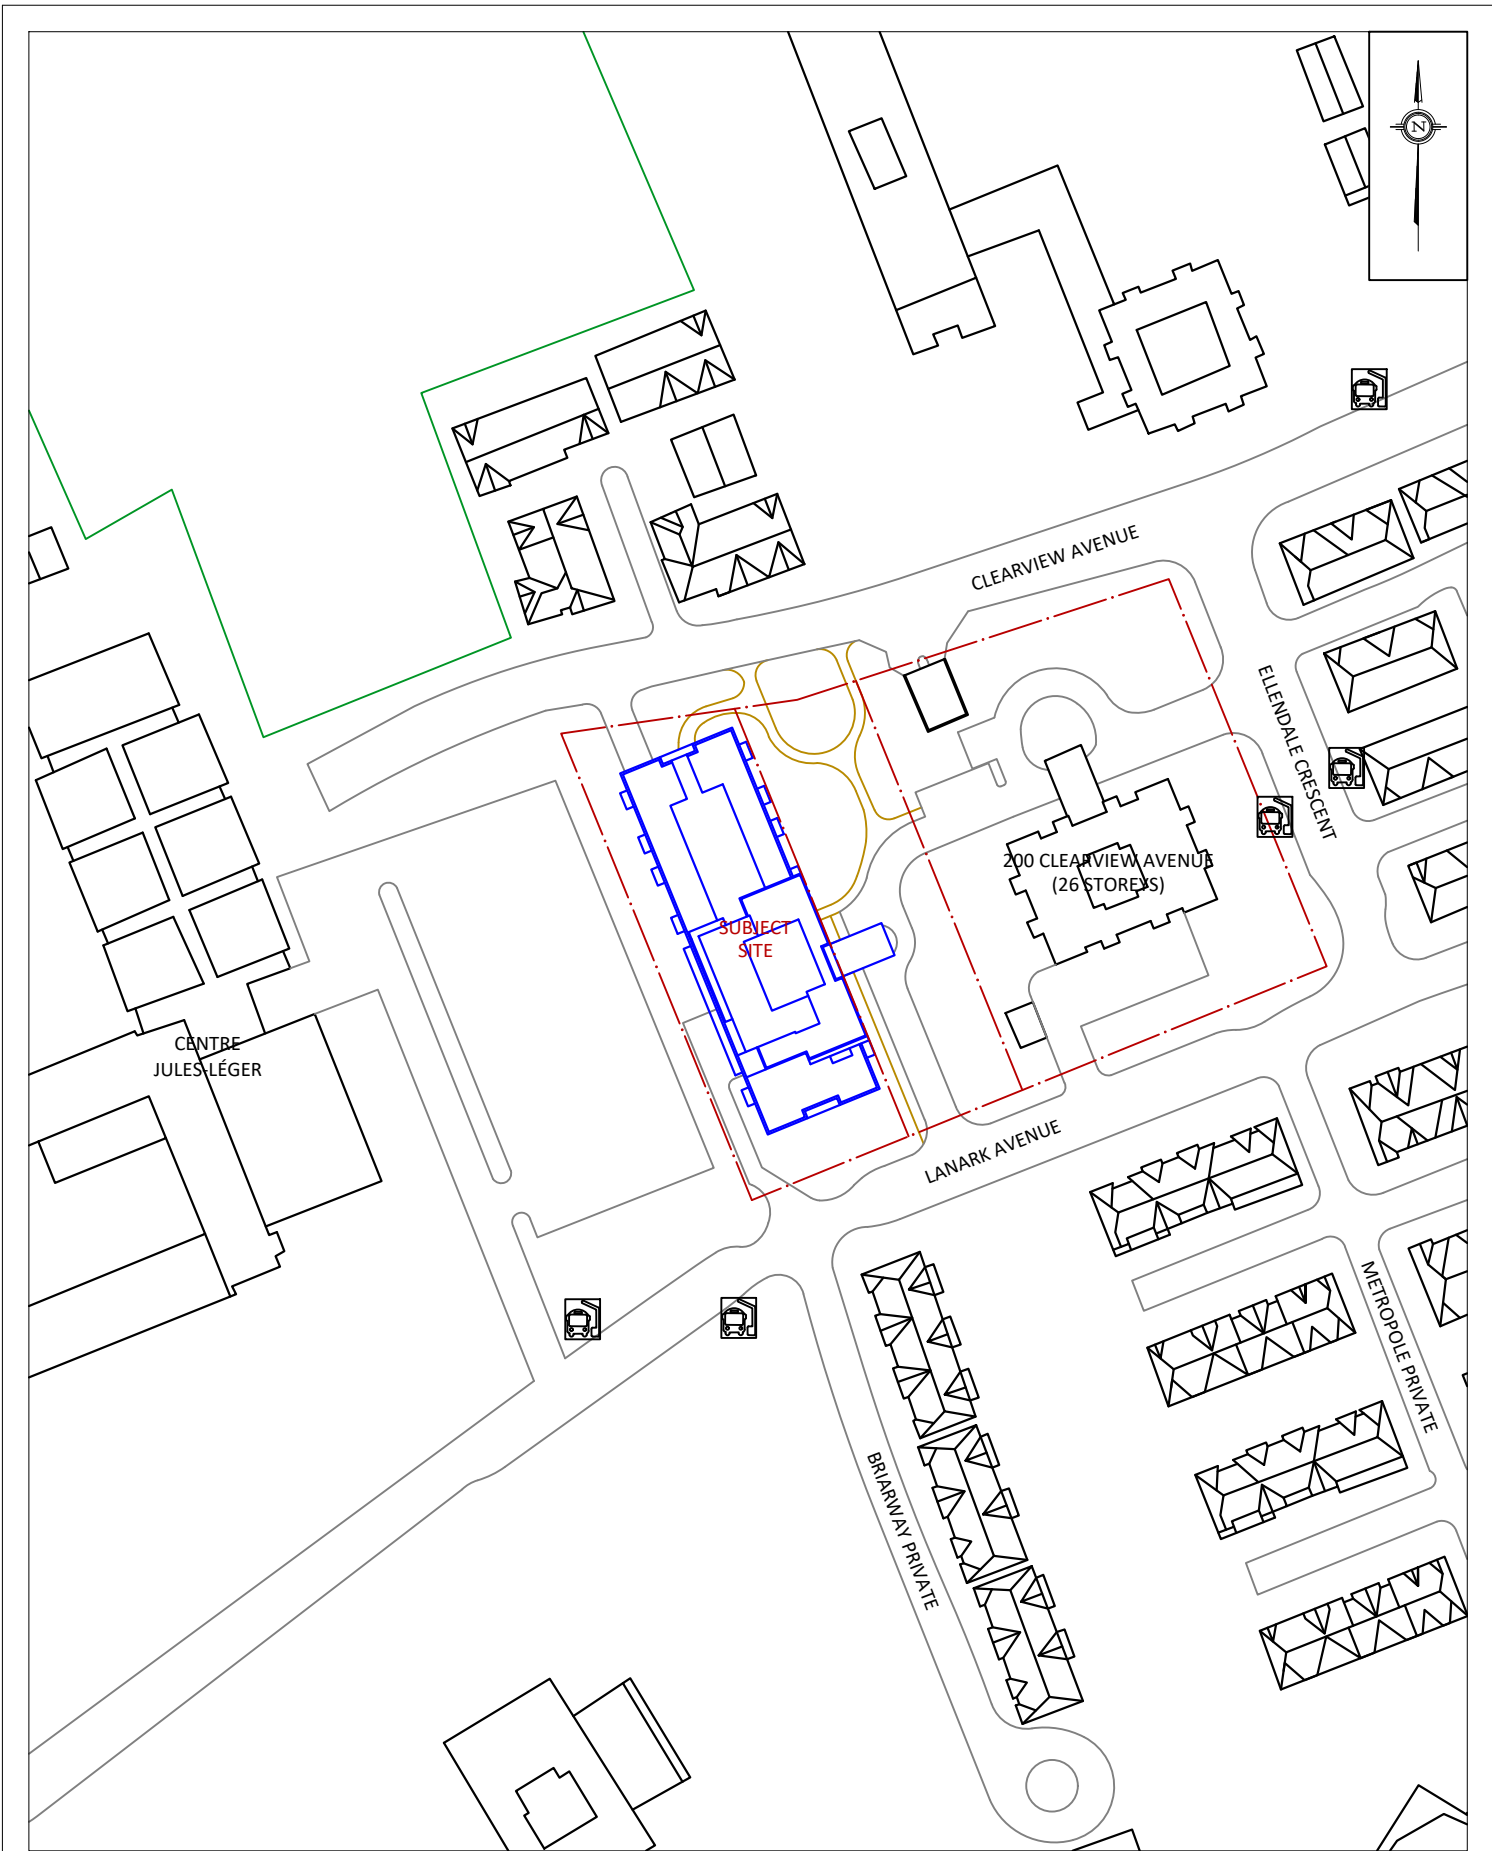 N
CLEARVIEW AVENUE
ELLENDALE CRESCENT
200 CLEARVIEW AVENUE
(26 STOREYS)
SUBJECT
SITE
CENTRE
JULES-LÉGER
LANARK AVENUE
METROPOLE PRIVATE
BRIARWAY PRIVATE